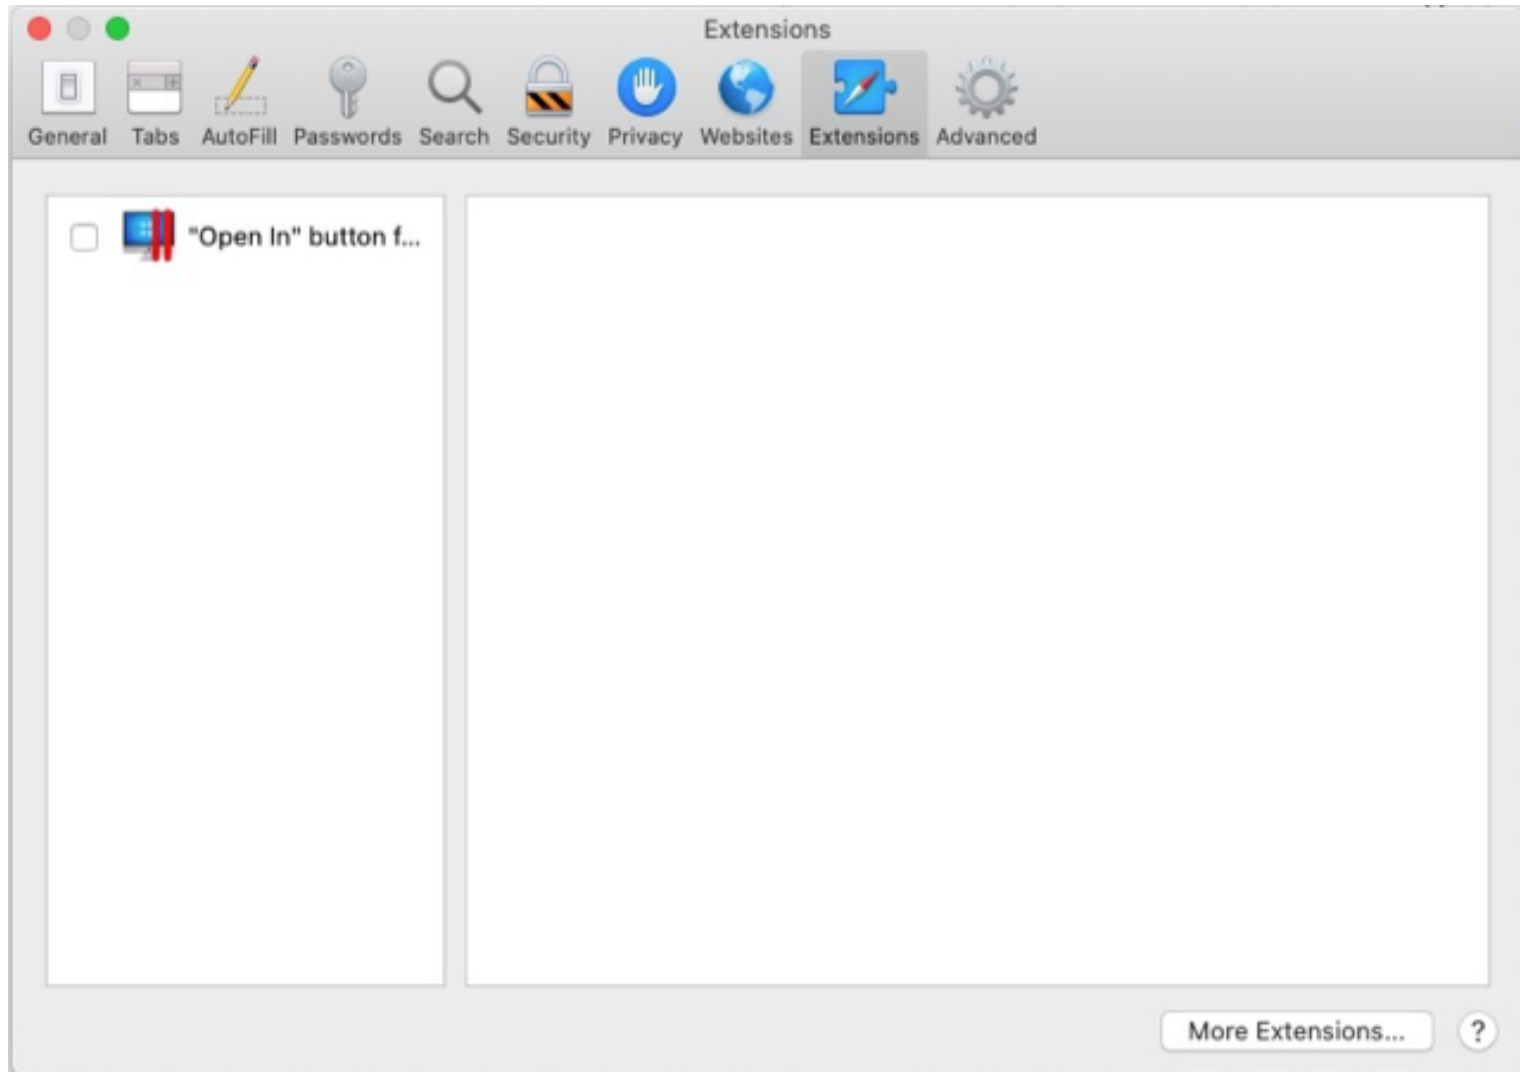 Extensions
General Tabs AutoFill Passwords Search Security Privacy Websites Extensions Advanced
"Open In" button f...
More Extensions...
?